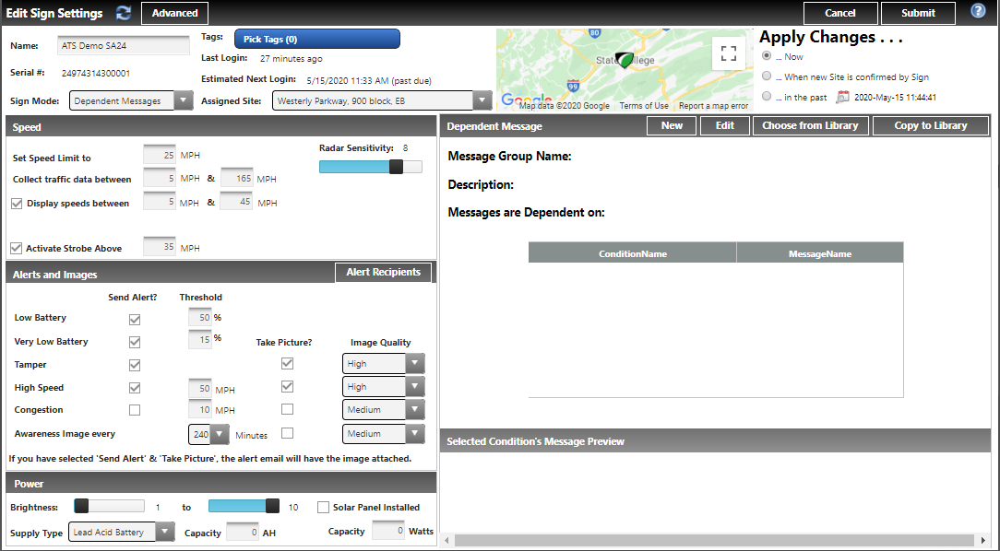 Edit Sign Settings Advanced Cancel Submit ?
Name: ATS Demo SA24
Tags: Pick Tags (0)
Last Login: 27 minutes ago
Serial #: 24974314300001
Estimated Next Login: 5/15/2020 11:33 AM (past due)
Sign Mode: Dependent Messages Assigned Site: Westerly Parkway, 900 block, EB
80
State College
99
Google
Map data ©2020 Google Terms of Use Report a map error
Apply Changes . . .
... Now
... When new Site is confirmed by Sign
... in the past 2020-May-15 11:44:41
Speed
Set Speed Limit to 25 MPH
Radar Sensitivity: 8
Collect traffic data between 5 MPH & 165 MPH
Display speeds between 5 MPH & 45 MPH
Activate Strobe Above 35 MPH
Alerts and Images Alert Recipients
Send Alert? Threshold
Low Battery 50 %
Very Low Battery 15 %
Take Picture? Image Quality
Tamper High
High Speed 50 MPH High
Congestion 10 MPH Medium
Awareness Image every 240 Minutes Medium
If you have selected 'Send Alert' & 'Take Picture', the alert email will have the image attached.
Power
Brightness: 1 to 10 Solar Panel Installed
Supply Type Lead Acid Battery Capacity 0 AH Capacity 0 Watts
Dependent Message New Edit Choose from Library Copy to Library
Message Group Name:
Description:
Messages are Dependent on:
ConditionName MessageName
Selected Condition's Message Preview